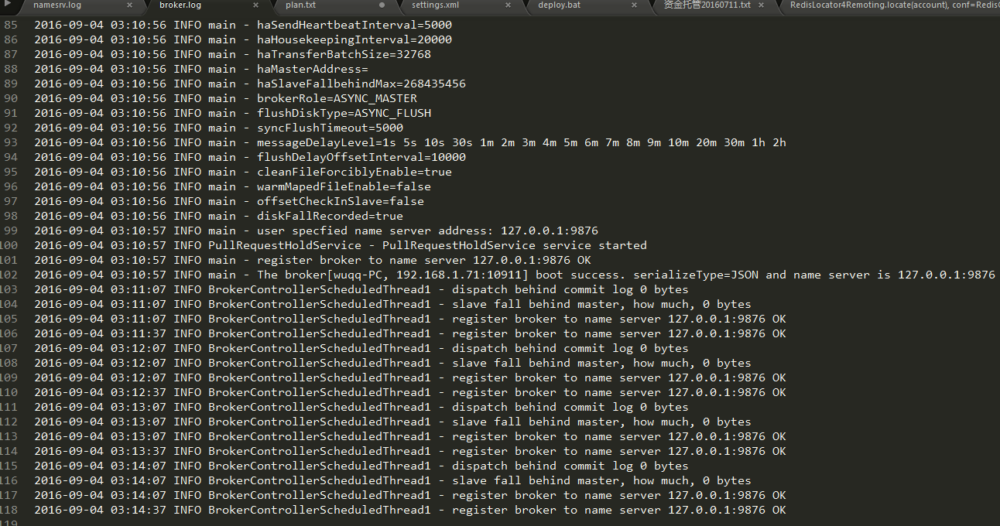 namesrv.log × broker.log × plan.txt settings.xml × deploy.bat × 资金托管20160711.txt × RedisLocator4Remoting.locate(account), conf=RedisC
85 2016-09-04 03:10:56 INFO main - haSendHeartbeatInterval=5000
86 2016-09-04 03:10:56 INFO main - haHousekeepingInterval=20000
87 2016-09-04 03:10:56 INFO main - haTransferBatchSize=32768
88 2016-09-04 03:10:56 INFO main - haMasterAddress=
89 2016-09-04 03:10:56 INFO main - haSlaveFallbehindMax=268435456
90 2016-09-04 03:10:56 INFO main - brokerRole=ASYNC_MASTER
91 2016-09-04 03:10:56 INFO main - flushDiskType=ASYNC_FLUSH
92 2016-09-04 03:10:56 INFO main - syncFlushTimeout=5000
93 2016-09-04 03:10:56 INFO main - messageDelayLevel=1s 5s 10s 30s 1m 2m 3m 4m 5m 6m 7m 8m 9m 10m 20m 30m 1h 2h
94 2016-09-04 03:10:56 INFO main - flushDelayOffsetInterval=10000
95 2016-09-04 03:10:56 INFO main - cleanFileForciblyEnable=true
96 2016-09-04 03:10:56 INFO main - warmMapedFileEnable=false
97 2016-09-04 03:10:56 INFO main - offsetCheckInSlave=false
98 2016-09-04 03:10:56 INFO main - diskFallRecorded=true
99 2016-09-04 03:10:57 INFO main - user specfied name server address: 127.0.0.1:9876
100 2016-09-04 03:10:57 INFO PullRequestHoldService - PullRequestHoldService service started
101 2016-09-04 03:10:57 INFO main - register broker to name server 127.0.0.1:9876 OK
102 2016-09-04 03:10:57 INFO main - The broker[wuqq-PC, 192.168.1.71:10911] boot success. serializeType=JSON and name server is 127.0.0.1:9876
103 2016-09-04 03:11:07 INFO BrokerControllerScheduledThread1 - dispatch behind commit log 0 bytes
104 2016-09-04 03:11:07 INFO BrokerControllerScheduledThread1 - slave fall behind master, how much, 0 bytes
105 2016-09-04 03:11:07 INFO BrokerControllerScheduledThread1 - register broker to name server 127.0.0.1:9876 OK
106 2016-09-04 03:11:37 INFO BrokerControllerScheduledThread1 - register broker to name server 127.0.0.1:9876 OK
107 2016-09-04 03:12:07 INFO BrokerControllerScheduledThread1 - dispatch behind commit log 0 bytes
108 2016-09-04 03:12:07 INFO BrokerControllerScheduledThread1 - slave fall behind master, how much, 0 bytes
109 2016-09-04 03:12:07 INFO BrokerControllerScheduledThread1 - register broker to name server 127.0.0.1:9876 OK
110 2016-09-04 03:12:37 INFO BrokerControllerScheduledThread1 - register broker to name server 127.0.0.1:9876 OK
111 2016-09-04 03:13:07 INFO BrokerControllerScheduledThread1 - dispatch behind commit log 0 bytes
112 2016-09-04 03:13:07 INFO BrokerControllerScheduledThread1 - slave fall behind master, how much, 0 bytes
113 2016-09-04 03:13:07 INFO BrokerControllerScheduledThread1 - register broker to name server 127.0.0.1:9876 OK
114 2016-09-04 03:13:37 INFO BrokerControllerScheduledThread1 - register broker to name server 127.0.0.1:9876 OK
115 2016-09-04 03:14:07 INFO BrokerControllerScheduledThread1 - dispatch behind commit log 0 bytes
116 2016-09-04 03:14:07 INFO BrokerControllerScheduledThread1 - slave fall behind master, how much, 0 bytes
117 2016-09-04 03:14:07 INFO BrokerControllerScheduledThread1 - register broker to name server 127.0.0.1:9876 OK
118 2016-09-04 03:14:37 INFO BrokerControllerScheduledThread1 - register broker to name server 127.0.0.1:9876 OK
119